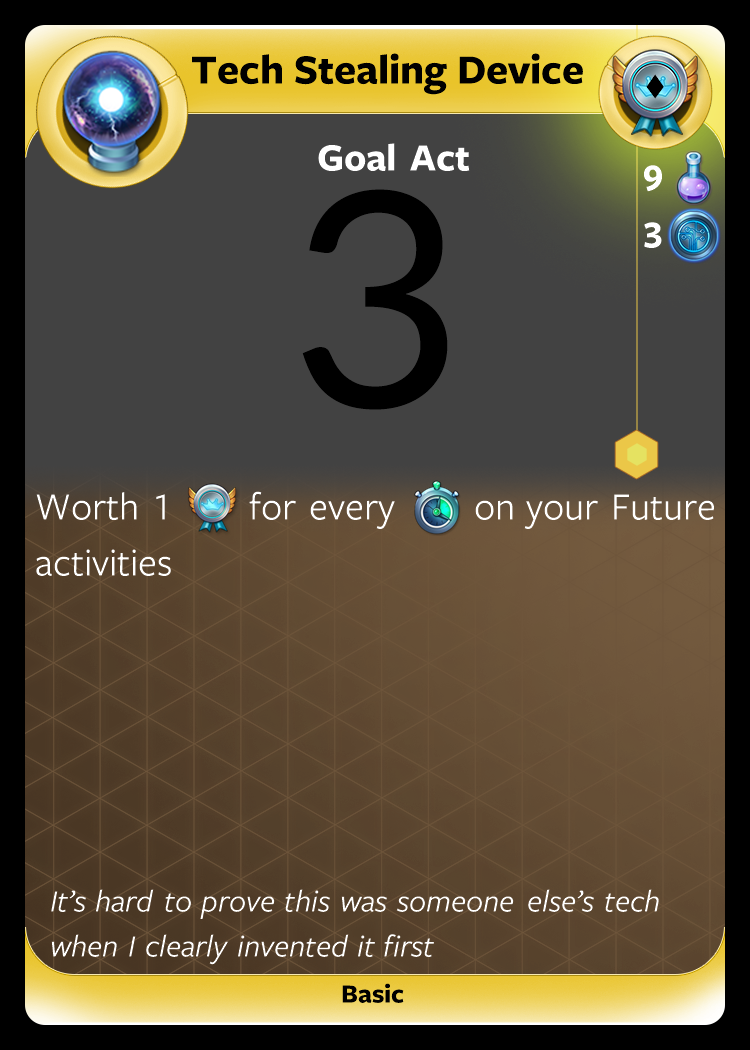 Tech Stealing Device
Goal Act
9
3
3
Worth 1 for every on your Future
activities
It's hard to prove this was someone else's tech
when I clearly invented it first
Basic